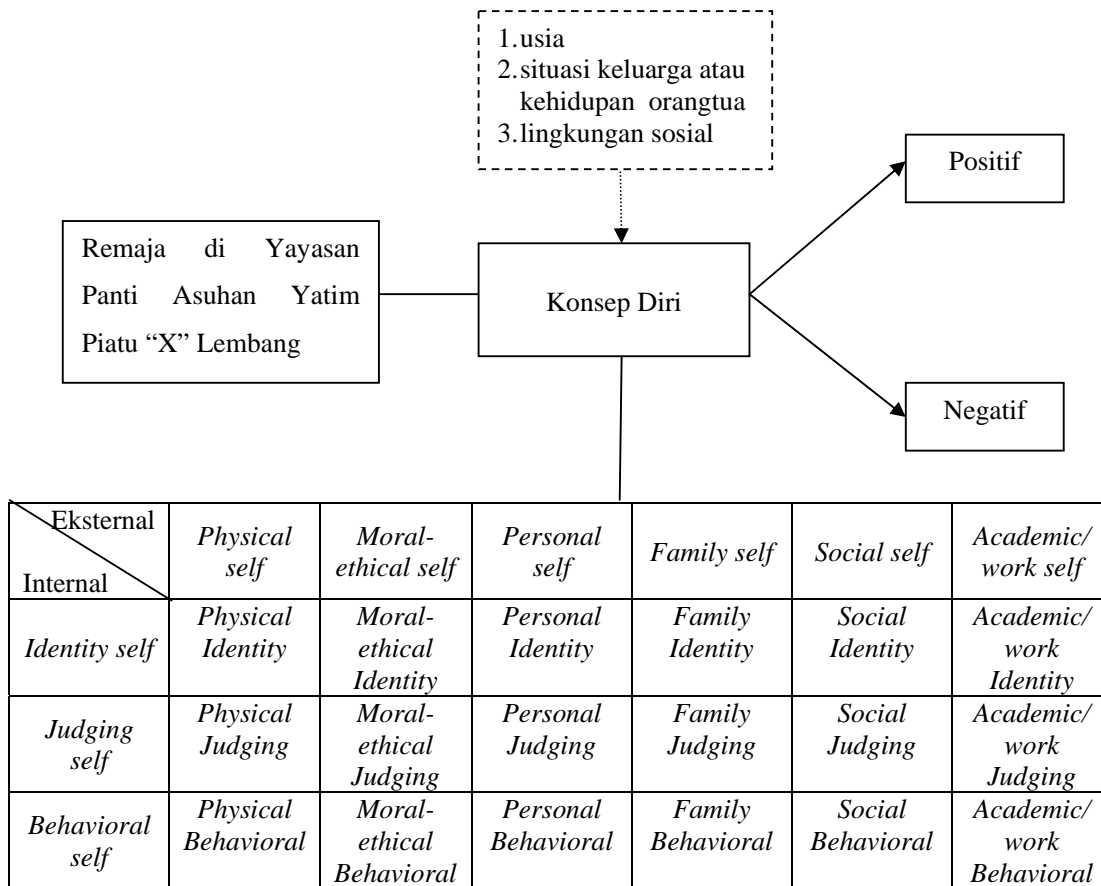 1.usia
2.situasi keluarga atau
kehidupan orangtua
3.lingkungan sosial
Positif
Remaja di Yayasan
Panti Asuhan Yatim
Piatu “X” Lembang
Konsep Diri
Negatif
Eksternal
Internal
Physical
self
Moral-
ethical self
Personal
self
Family self
Social self
Academic/
work self
Identity self
Physical
Identity
Moral-
ethical
Identity
Personal
Identity
Family
Identity
Social
Identity
Academic/
work
Identity
Judging
self
Physical
Judging
Moral-
ethical
Judging
Personal
Judging
Family
Judging
Social
Judging
Academic/
work
Judging
Behavioral
self
Physical
Behavioral
Moral-
ethical
Behavioral
Personal
Behavioral
Family
Behavioral
Social
Behavioral
Academic/
work
Behavioral